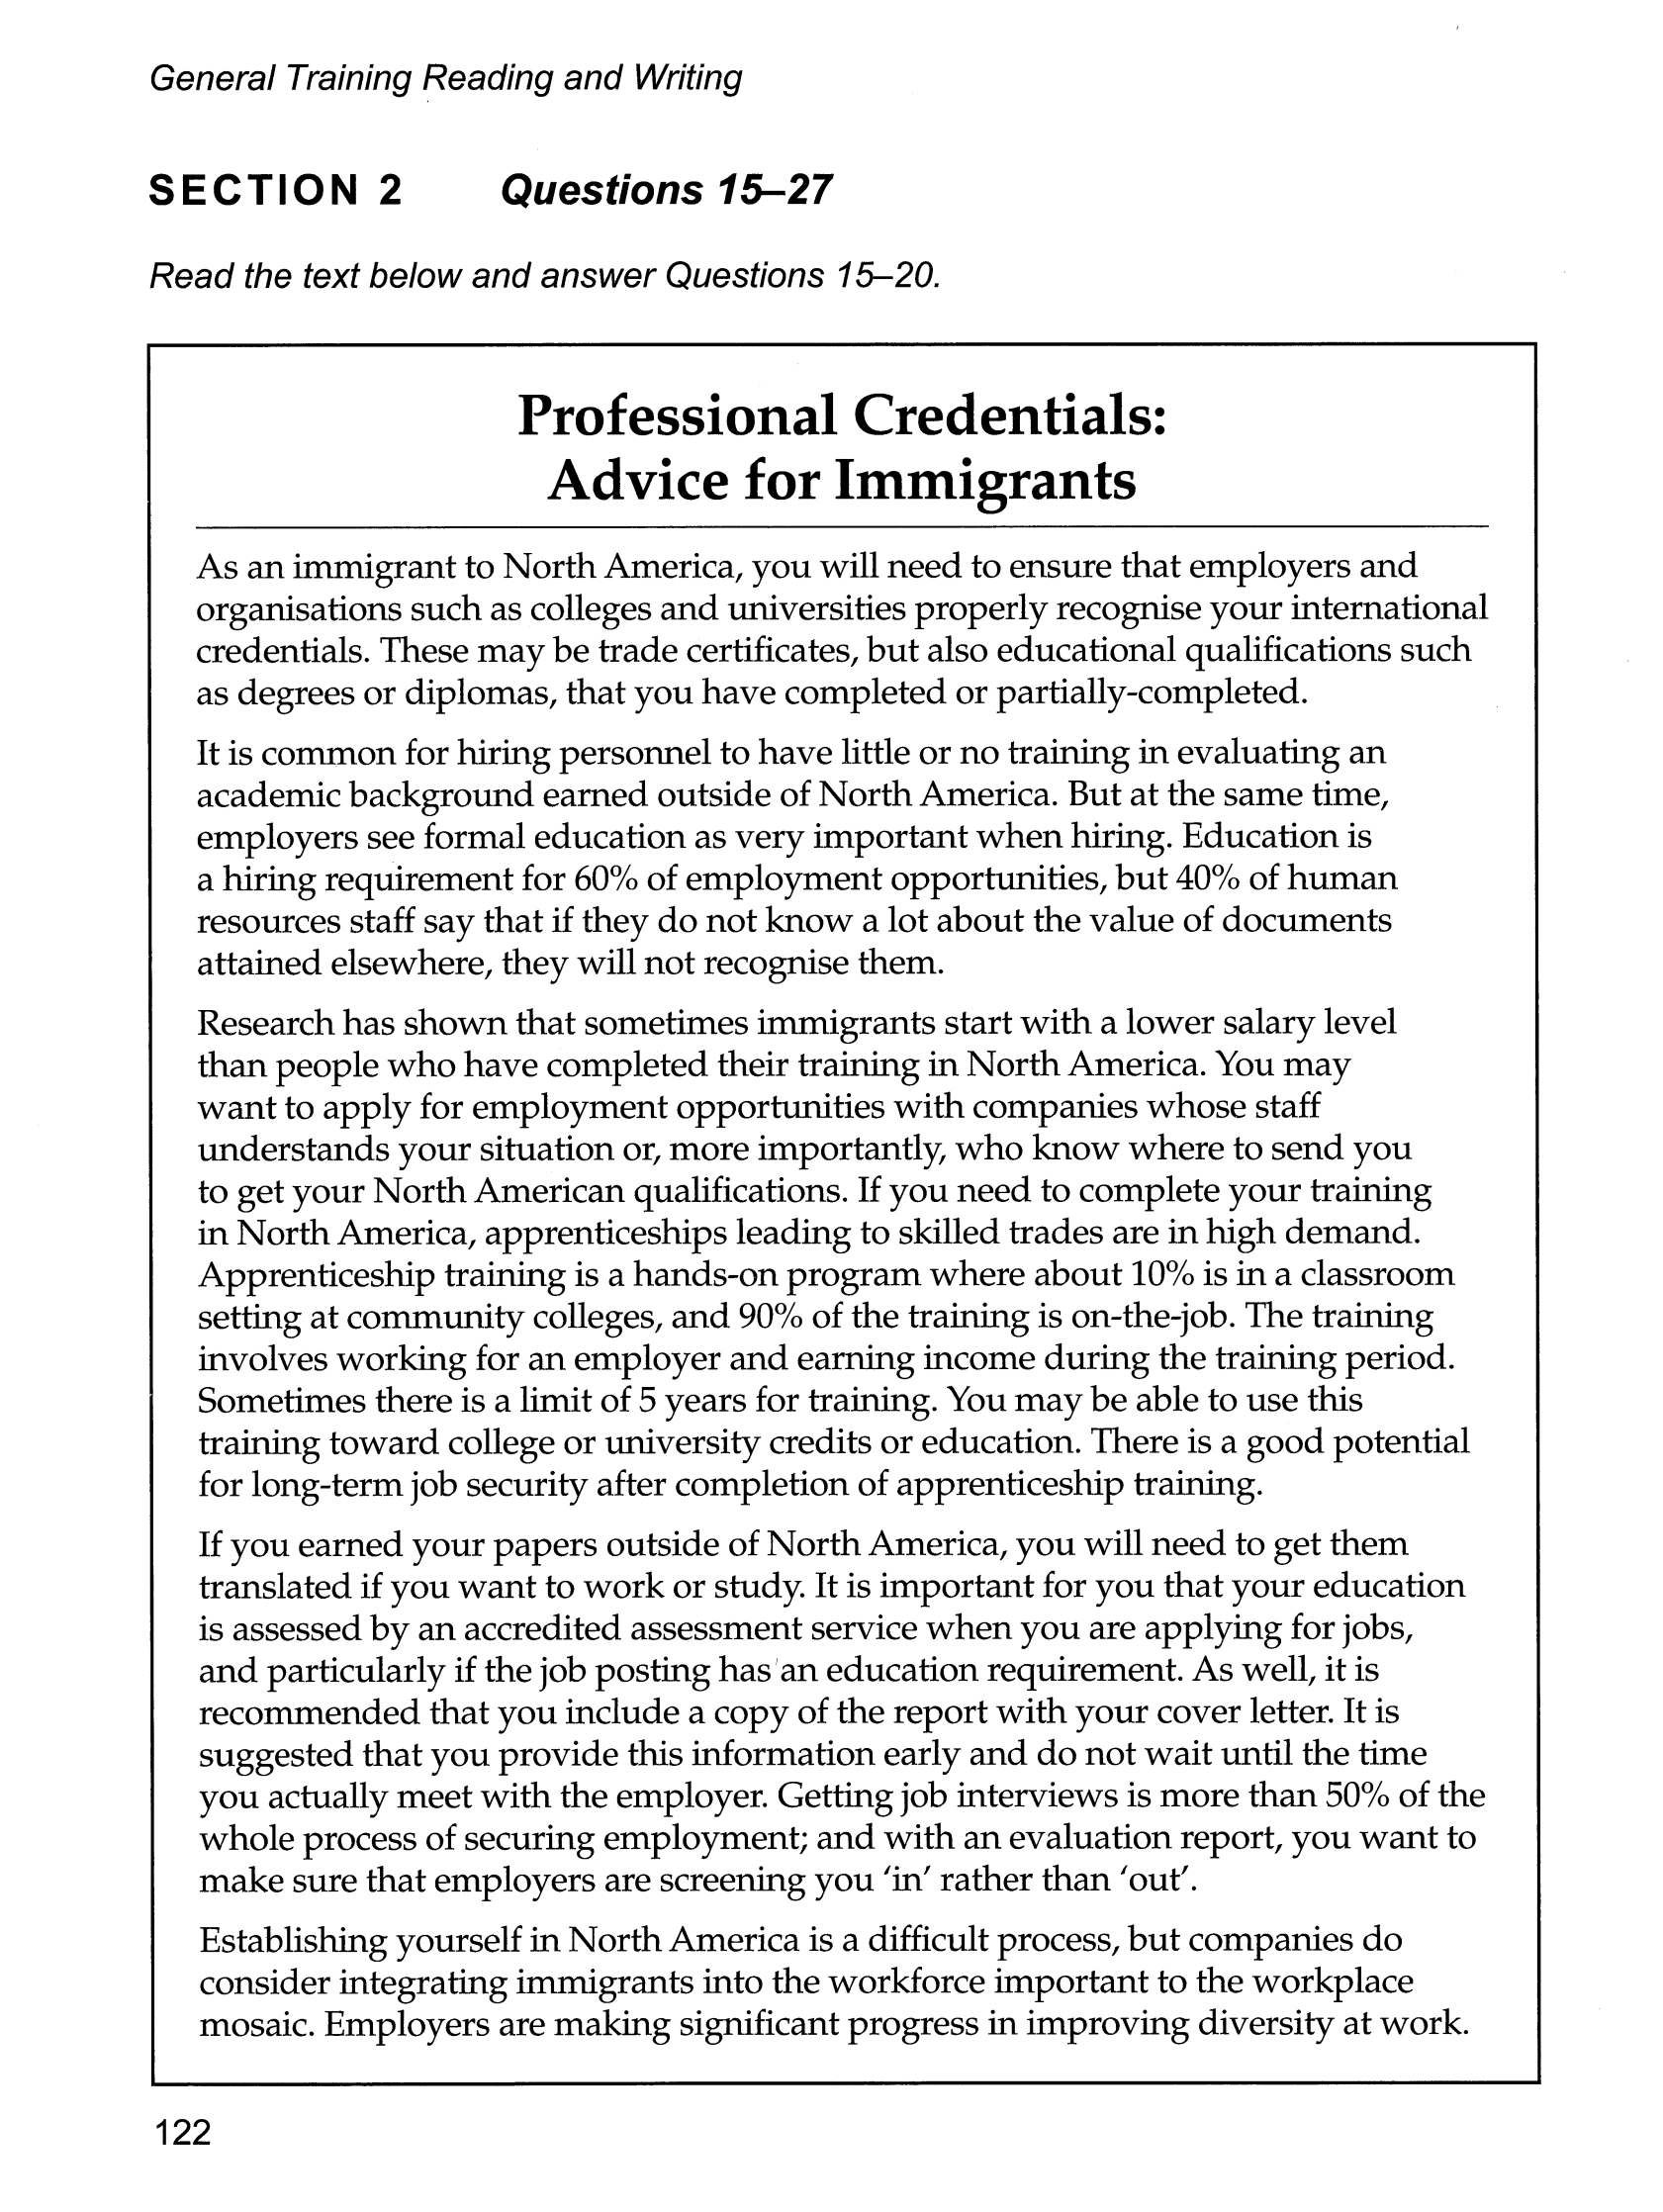 General Training Reading and Writing
SECTION 2 Questions 15–27
Read the text below and answer Questions 15–20.
Professional Credentials:
Advice for Immigrants
As an immigrant to North America, you will need to ensure that employers and
organisations such as colleges and universities properly recognise your international
credentials. These may be trade certificates, but also educational qualifications such
as degrees or diplomas, that you have completed or partially-completed.
It is common for hiring personnel to have little or no training in evaluating an
academic background earned outside of North America. But at the same time,
employers see formal education as very important when hiring. Education is
a hiring requirement for 60% of employment opportunities, but 40% of human
resources staff say that if they do not know a lot about the value of documents
attained elsewhere, they will not recognise them.
Research has shown that sometimes immigrants start with a lower salary level
than people who have completed their training in North America. You may
want to apply for employment opportunities with companies whose staff
understands your situation or, more importantly, who know where to send you
to get your North American qualifications. If you need to complete your training
in North America, apprenticeships leading to skilled trades are in high demand.
Apprenticeship training is a hands-on program where about 10% is in a classroom
setting at community colleges, and 90% of the training is on-the-job. The training
involves working for an employer and earning income during the training period.
Sometimes there is a limit of 5 years for training. You may be able to use this
training toward college or university credits or education. There is a good potential
for long-term job security after completion of apprenticeship training.
If you earned your papers outside of North America, you will need to get them
translated if you want to work or study. It is important for you that your education
is assessed by an accredited assessment service when you are applying for jobs,
and particularly if the job posting has an education requirement. As well, it is
recommended that you include a copy of the report with your cover letter. It is
suggested that you provide this information early and do not wait until the time
you actually meet with the employer. Getting job interviews is more than 50% of the
whole process of securing employment; and with an evaluation report, you want to
make sure that employers are screening you ‘in’ rather than ‘out’.
Establishing yourself in North America is a difficult process, but companies do
consider integrating immigrants into the workforce important to the workplace
mosaic. Employers are making significant progress in improving diversity at work.
122